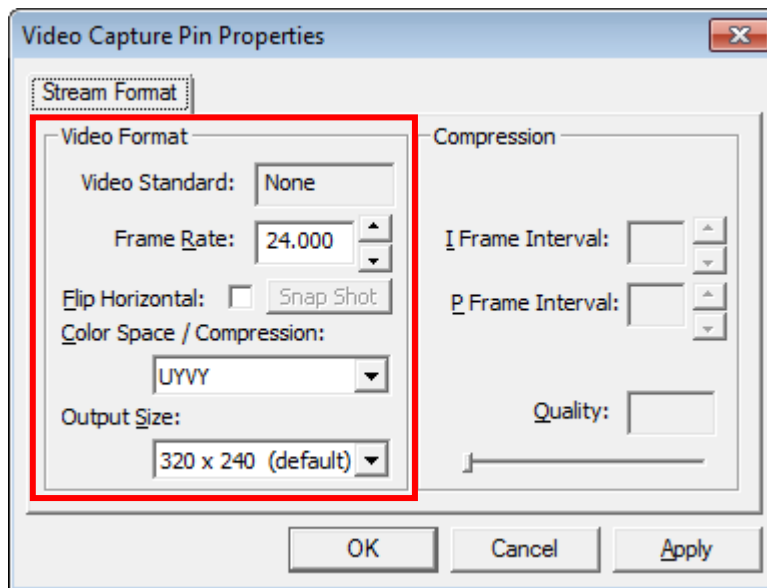 Video Capture Pin Properties
Stream Format
Video Format
Video Standard: None
Frame Rate: 24.000
Flip Horizontal: Snap Shot
Color Space / Compression:
UYVY
Output Size:
320 x 240 (default)
Compression
I Frame Interval:
P Frame Interval:
Quality:
OK Cancel Apply